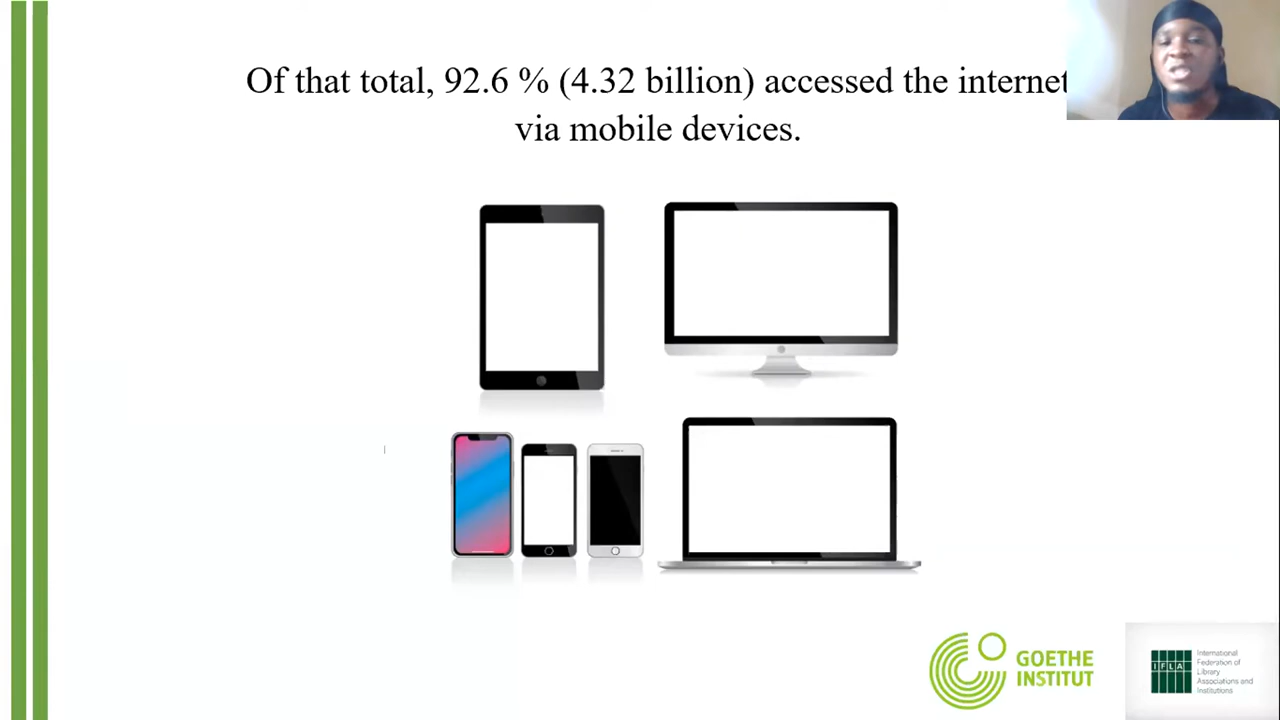 Of that total, 92.6 % (4.32 billion) accessed the internet
via mobile devices.
GOETHE
INSTITUT
IFLA
International
Federation of
Library
Associations and
Institutions